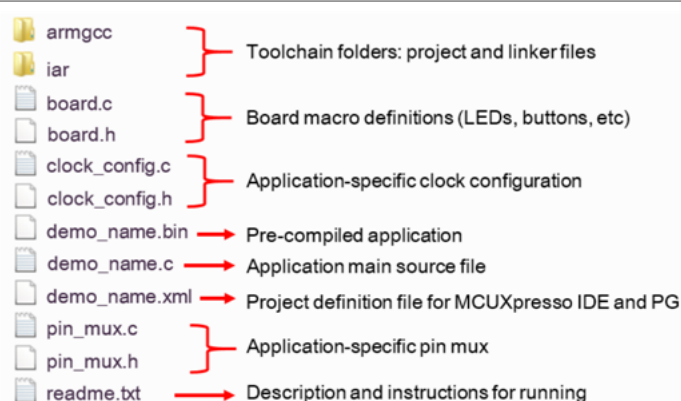 armgcc
iar
Toolchain folders: project and linker files
board.c
board.h
Board macro definitions (LEDs, buttons, etc)
clock_config.c
clock_config.h
Application-specific clock configuration
demo_name.bin
Pre-compiled application
demo_name.c
Application main source file
demo_name.xml
Project definition file for MCUXpresso IDE and PG
pin_mux.c
pin_mux.h
Application-specific pin mux
readme.txt
Description and instructions for running